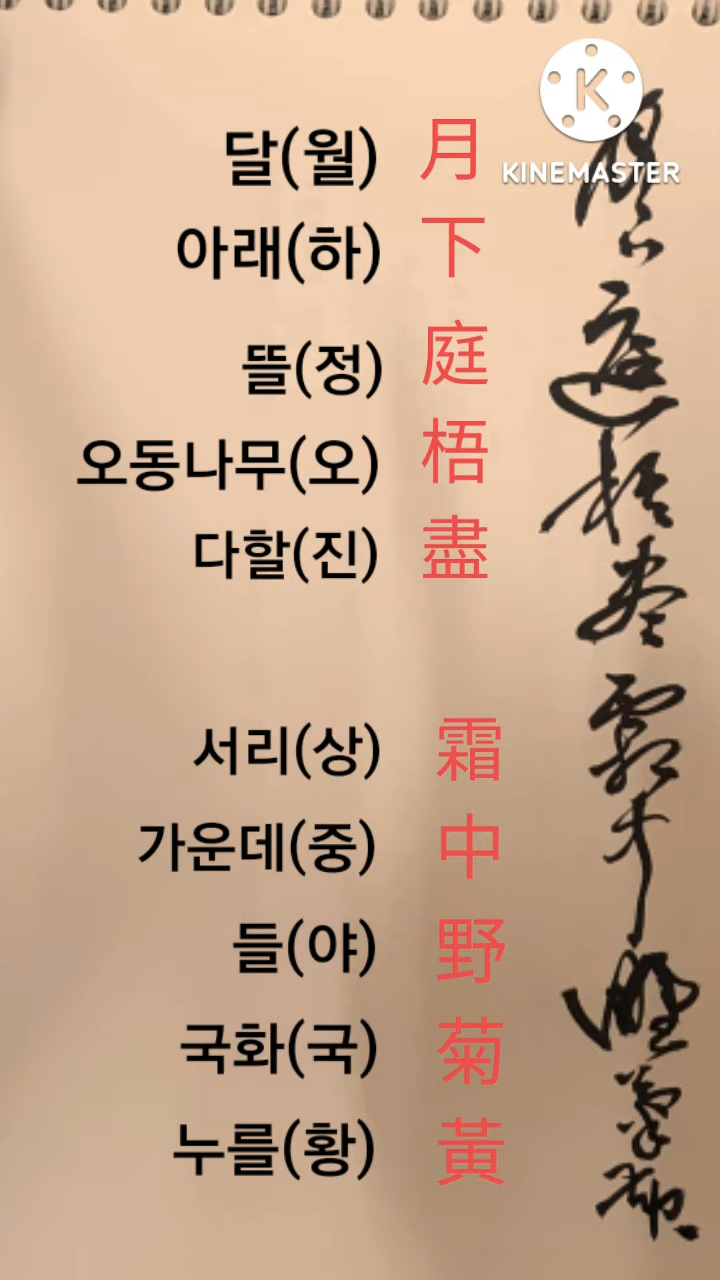 KINEMASTER
달(월) 月
아래(하) 下
뜰(정) 庭
오동나무(오) 梧
다할(진) 盡
서리(상) 霜
가운데(중) 中
들(야) 野
국화(국) 菊
누를(황) 黃